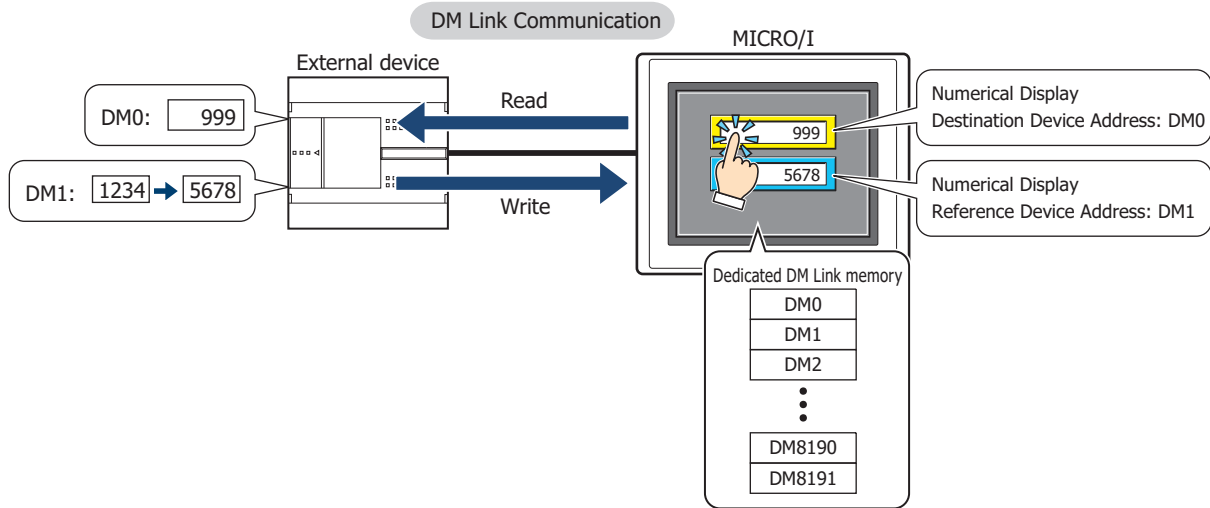 DM Link Communication
MICRO/I
External device
DM0: 999
Read
999
Numerical Display
Destination Device Address: DM0
DM1: 1234 5678
Write
5678
Numerical Display
Reference Device Address: DM1
Dedicated DM Link memory
DM0
DM1
DM2
DM8190
DM8191